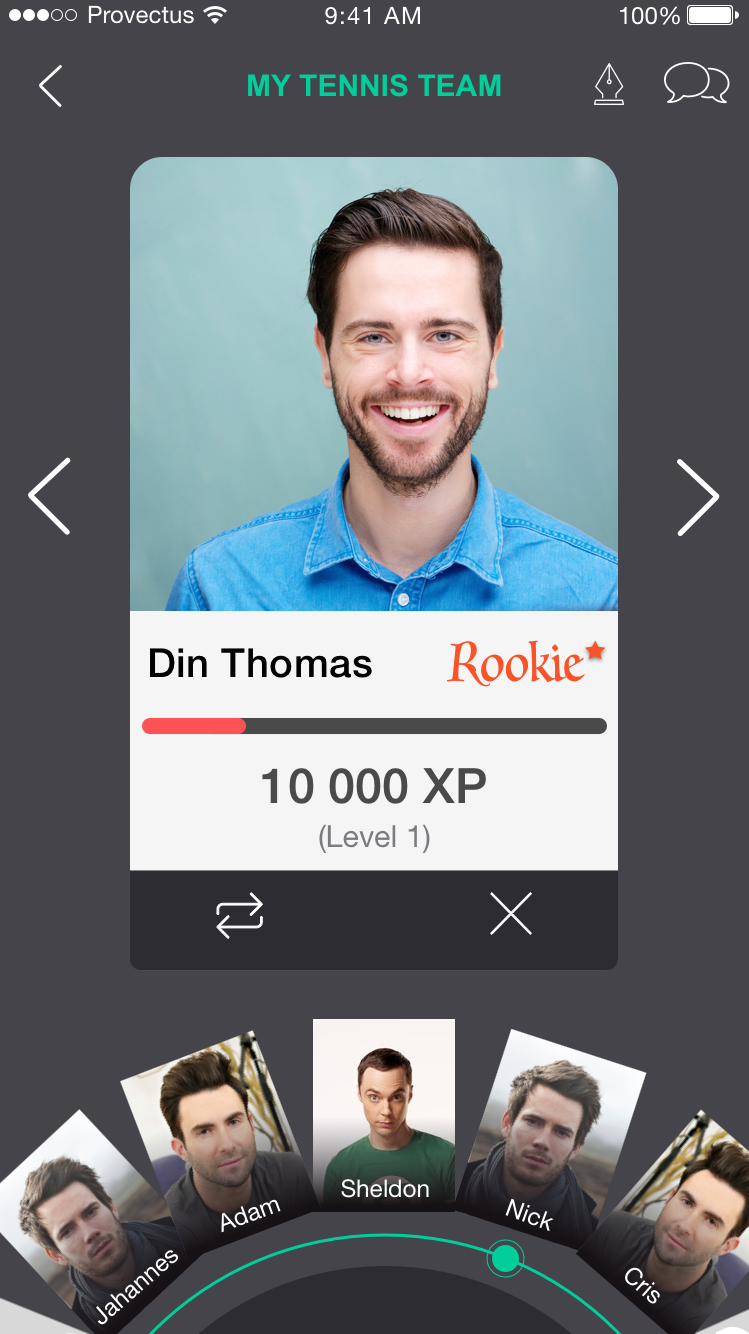 Provectus 9:41 AM 100%
MY TENNIS TEAM
Din Thomas Rookie
10 000 XP
(Level 1)
Jahannes
Adam
Sheldon
Nick
Cris